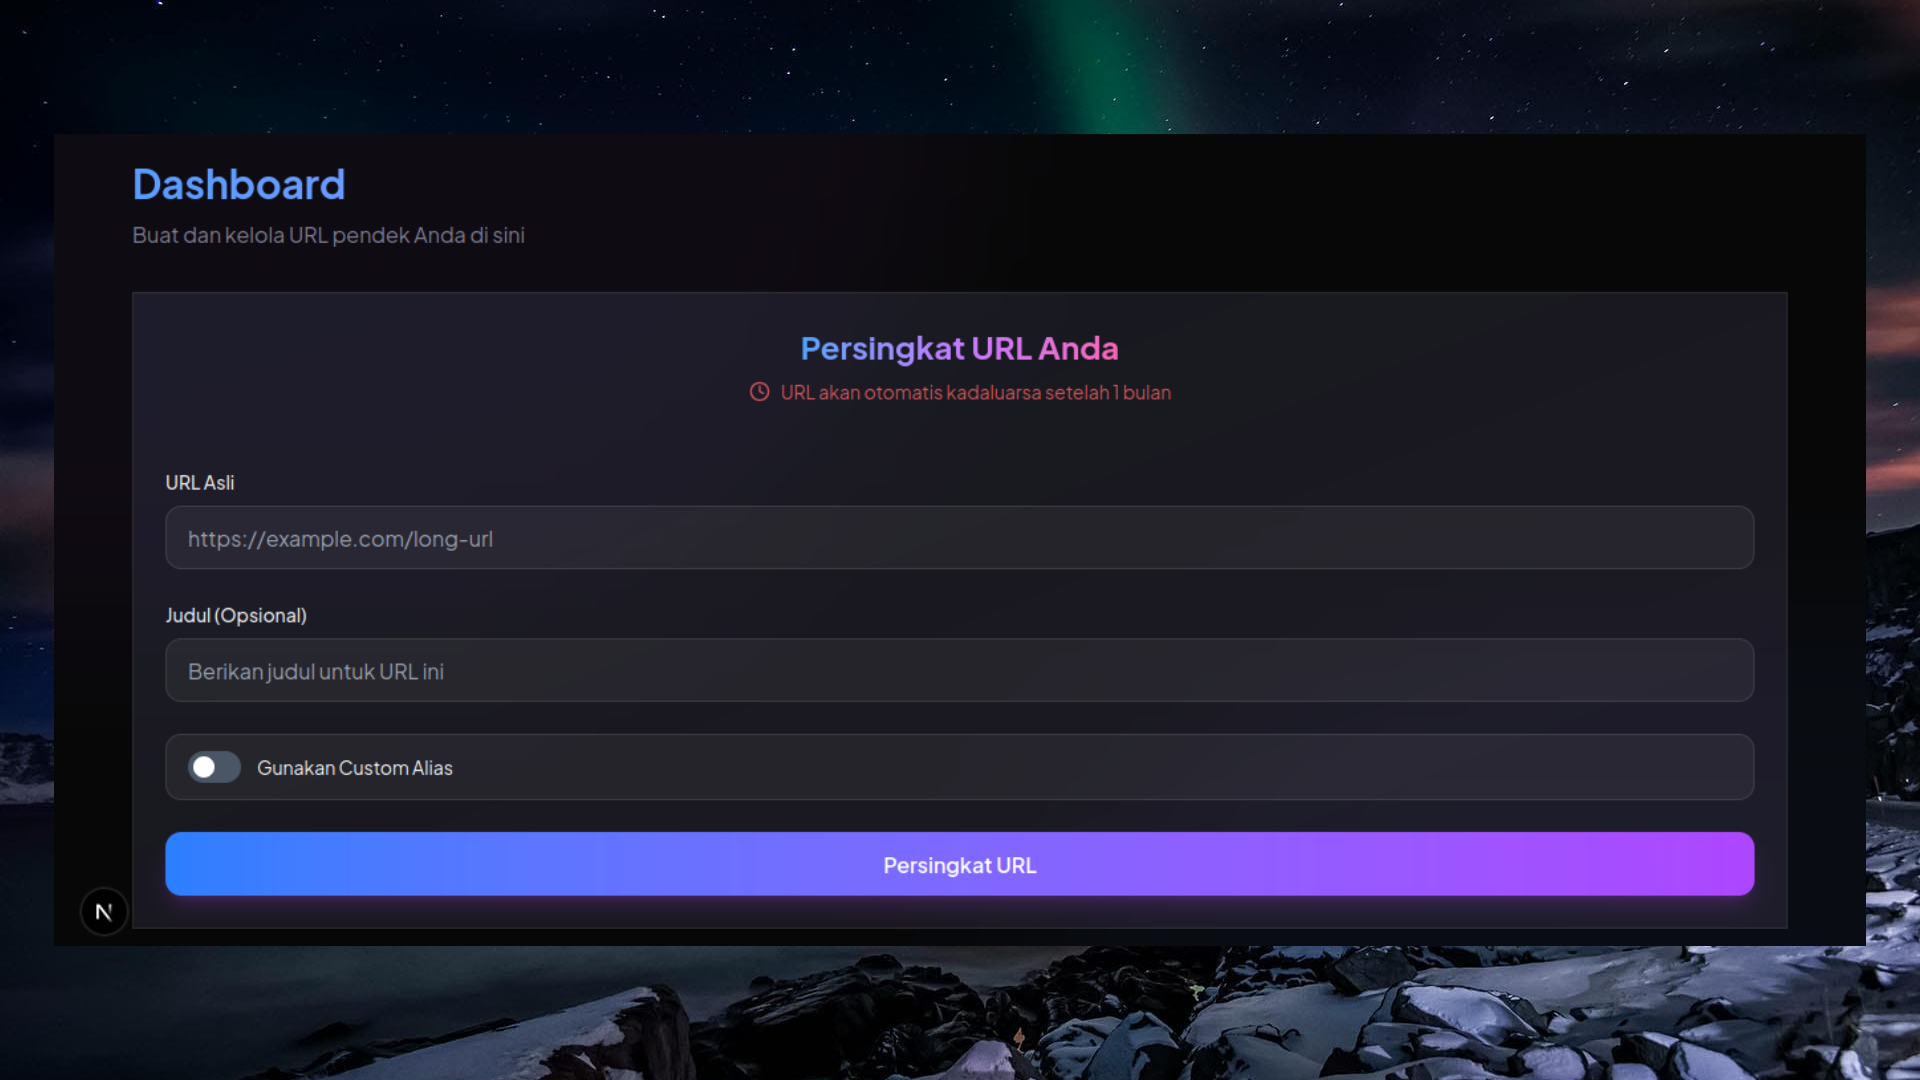 Dashboard
Buat dan kelola URL pendek Anda di sini
Persingkat URL Anda
URL akan otomatis kadaluarsa setelah 1 bulan
URL Asli
https://example.com/long-url
Judul (Opsional)
Berikan judul untuk URL ini
Gunakan Custom Alias
Persingkat URL
N